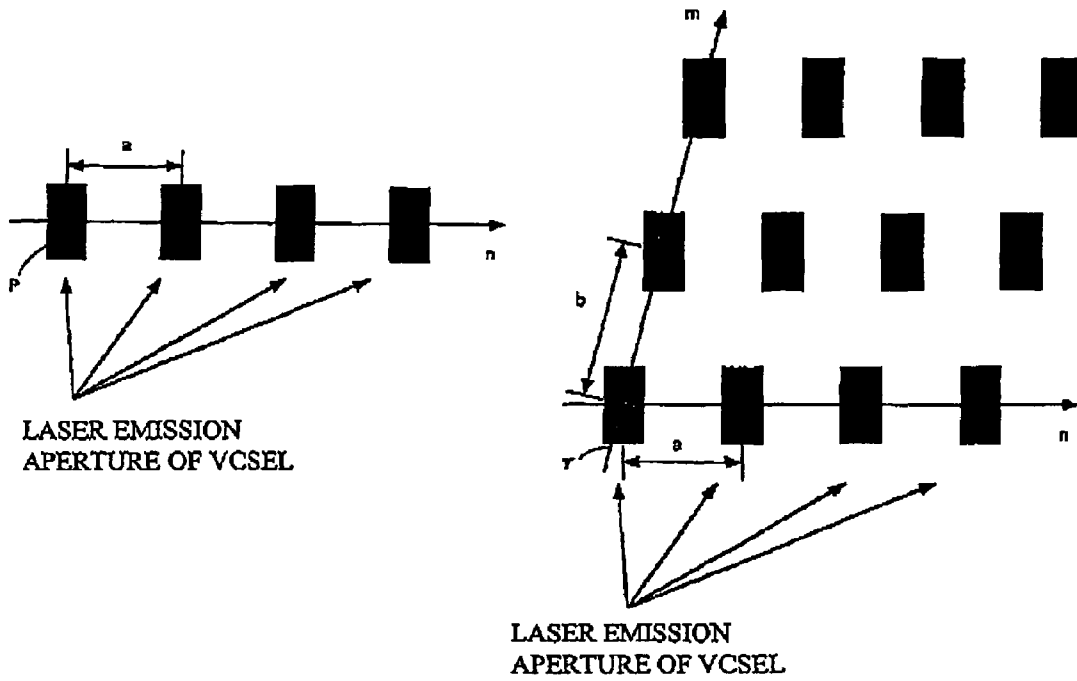 a
n
P
LASER EMISSION
APERTURE OF VCSEL
m
b
n
r
a
LASER EMISSION
APERTURE OF VCSEL